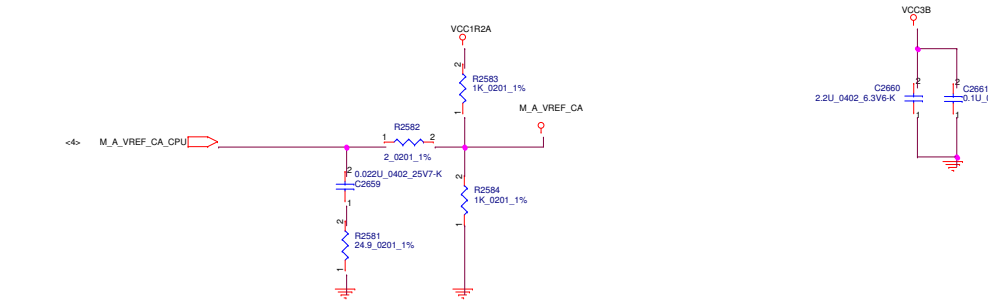 VCC1R2A
VCC3B
2
R2583
1K_0201_1%
1
M_A_VREF_CA
2
C2660
2.2U_0402_6.3V6-K
1
2
C2661
1
<4>
M_A_VREF_CA_CPU
R2582
1
2
2_0201_1%
2
0.022U_0402_25V7-K
C2659
1
2
R2584
1K_0201_1%
1
2
R2581
24.9_0201_1%
1